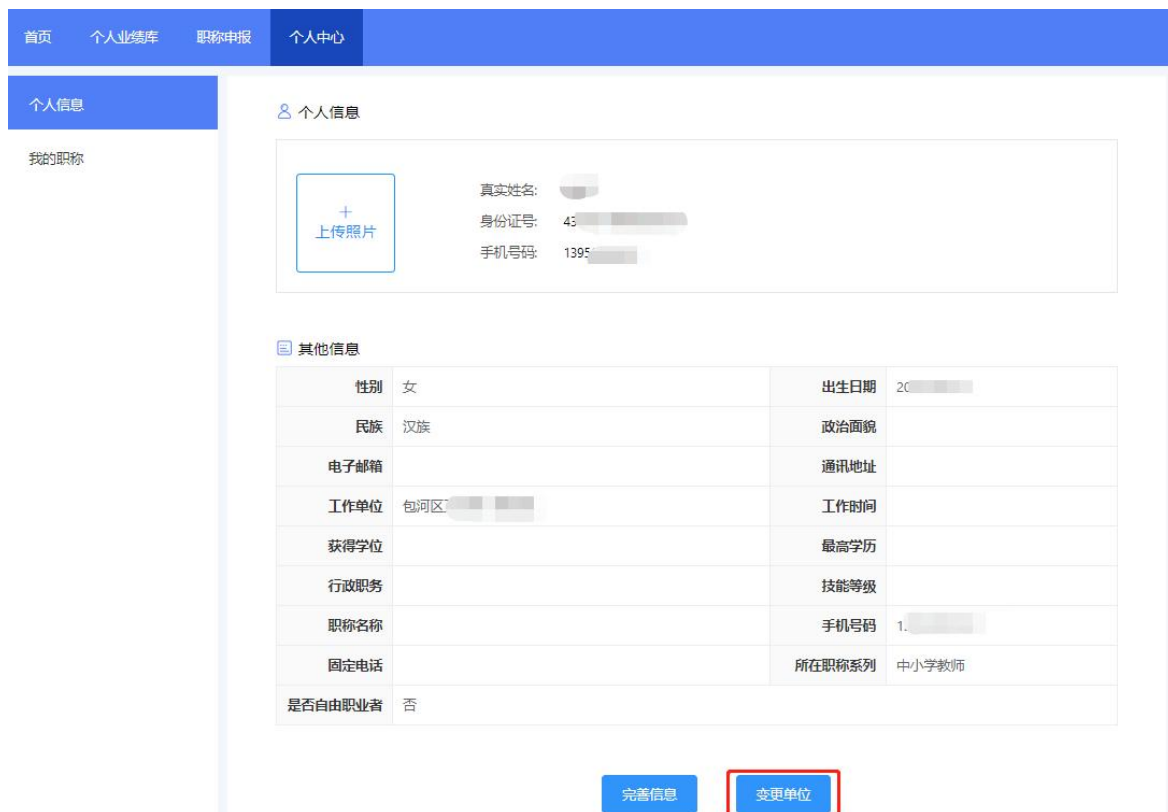 首页 个人业绩库 职称申报 个人中心
个人信息
我的职称
个人信息
上传照片
真实姓名:
身份证号: 43
手机号码: 1395
其他信息
性别 女 出生日期 20
民族 汉族 政治面貌
电子邮箱 通讯地址
工作单位 包河区 工作时间
获得学位 最高学历
行政职务 技能等级
职称名称 手机号码 1
固定电话 所在职称系列 中小学教师
是否自由职业者 否
完善信息 变更单位